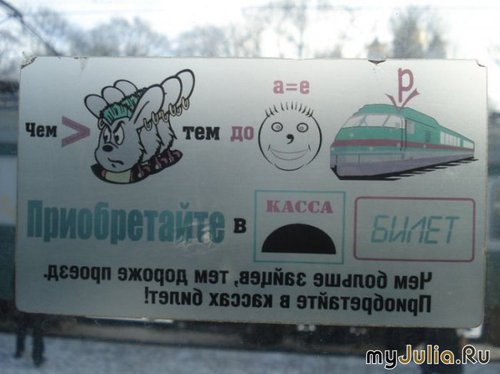 a=e
р
Чем > тем до
Приобретайте в КАССА БИЛЕТ
Чем больше зайцев, тем дороже проезд.
Приобретайте в кассах билет!
myJulia.Ru